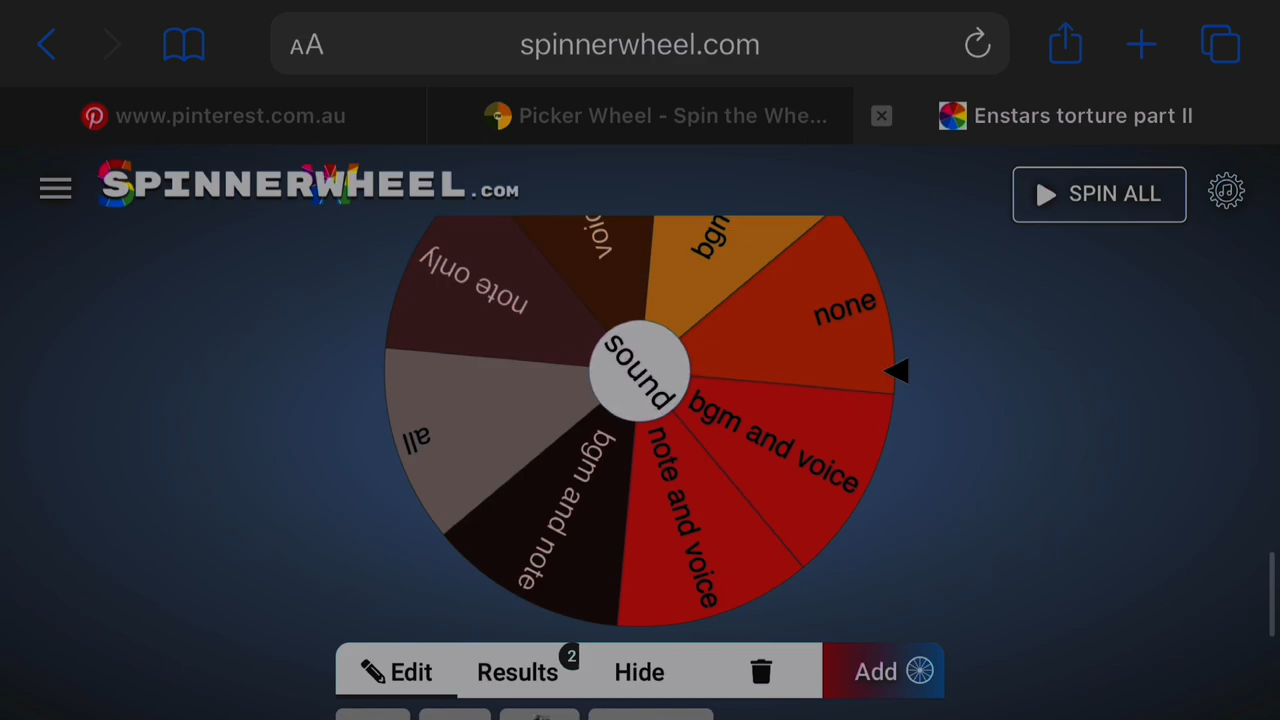 AA
spinnerwheel.com
www.pinterest.com.au
Picker Wheel - Spin the Whe...
Enstars torture part II
SPINNERWHEEL.COM
SPIN ALL
voic
bgm
note only
none
sound
bgm and voice
all
bgm and note
note and voice
Edit
Results 2
Hide
Add